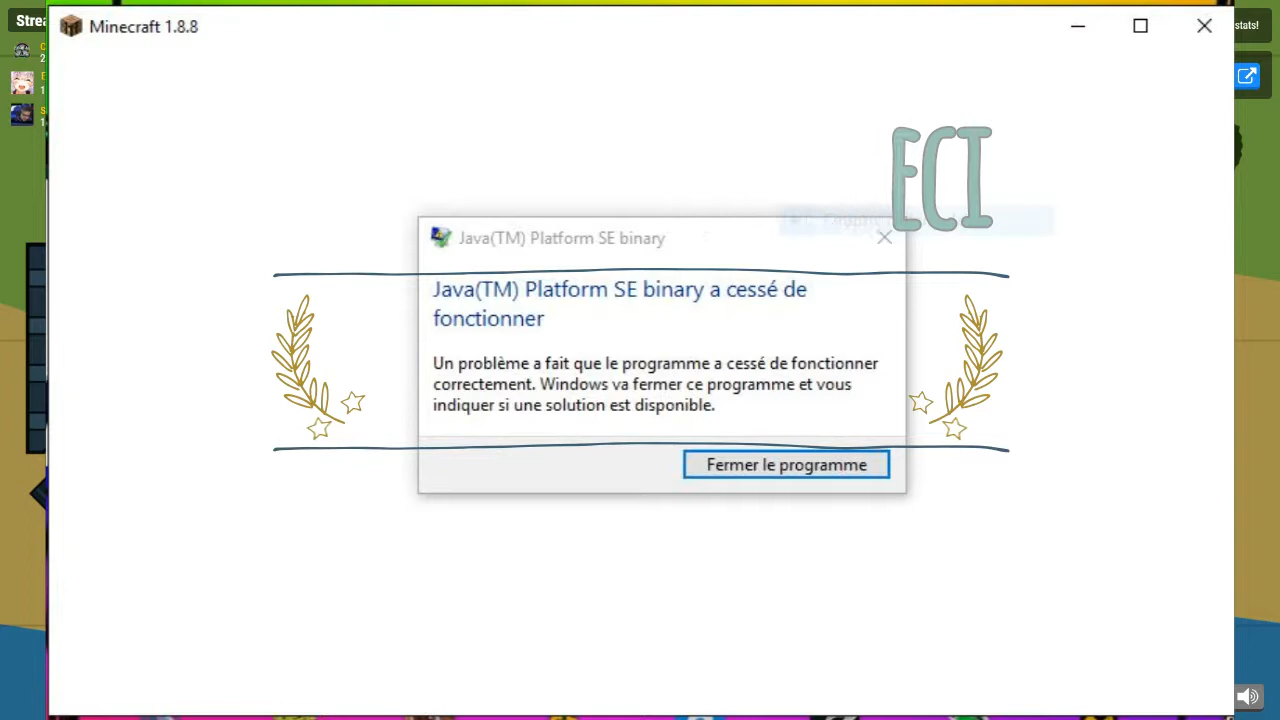 Strea
Minecraft 1.8.8
stats!
ECI
Java(TM) Platform SE binary
Java(TM) Platform SE binary a cessé de
fonctionner
Un problème a fait que le programme a cessé de fonctionner
correctement. Windows va fermer ce programme et vous
indiquer si une solution est disponible.
Fermer le programme